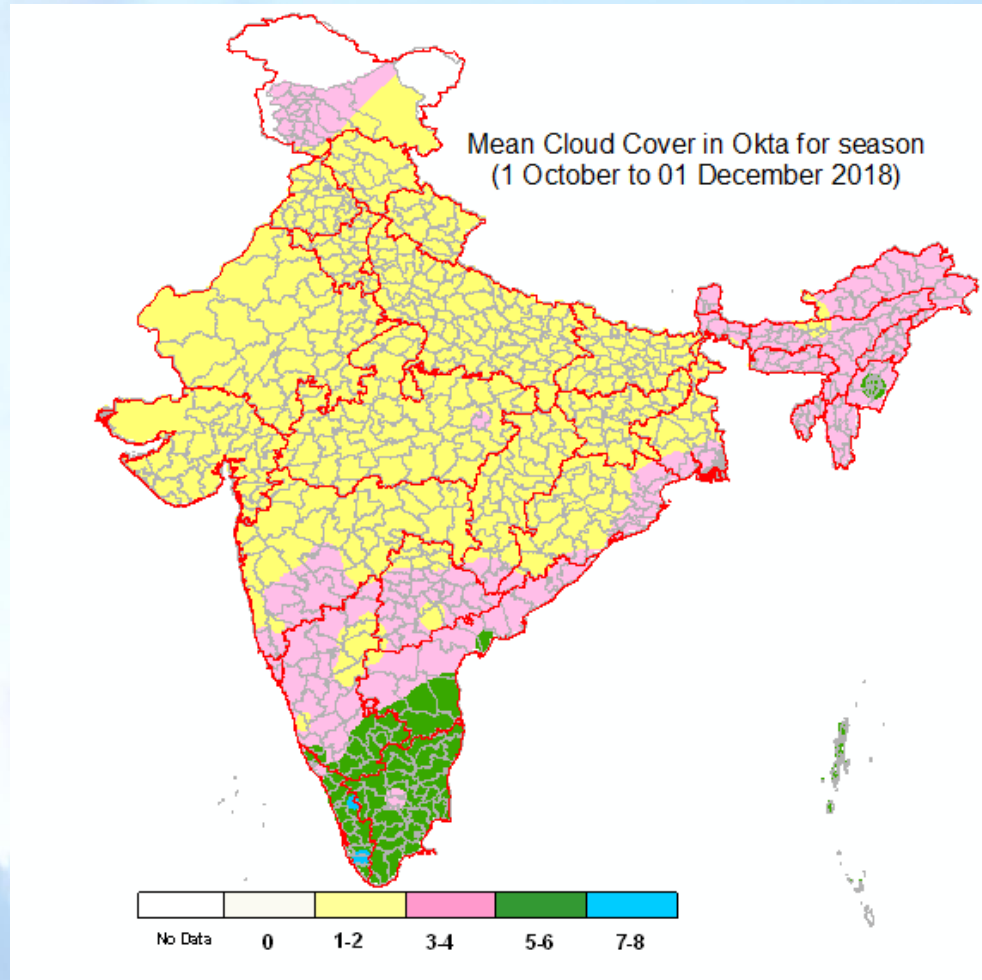 Mean Cloud Cover in Okta for season
(1 October to 01 December 2018)
No Data 0 1-2 3-4 5-6 7-8